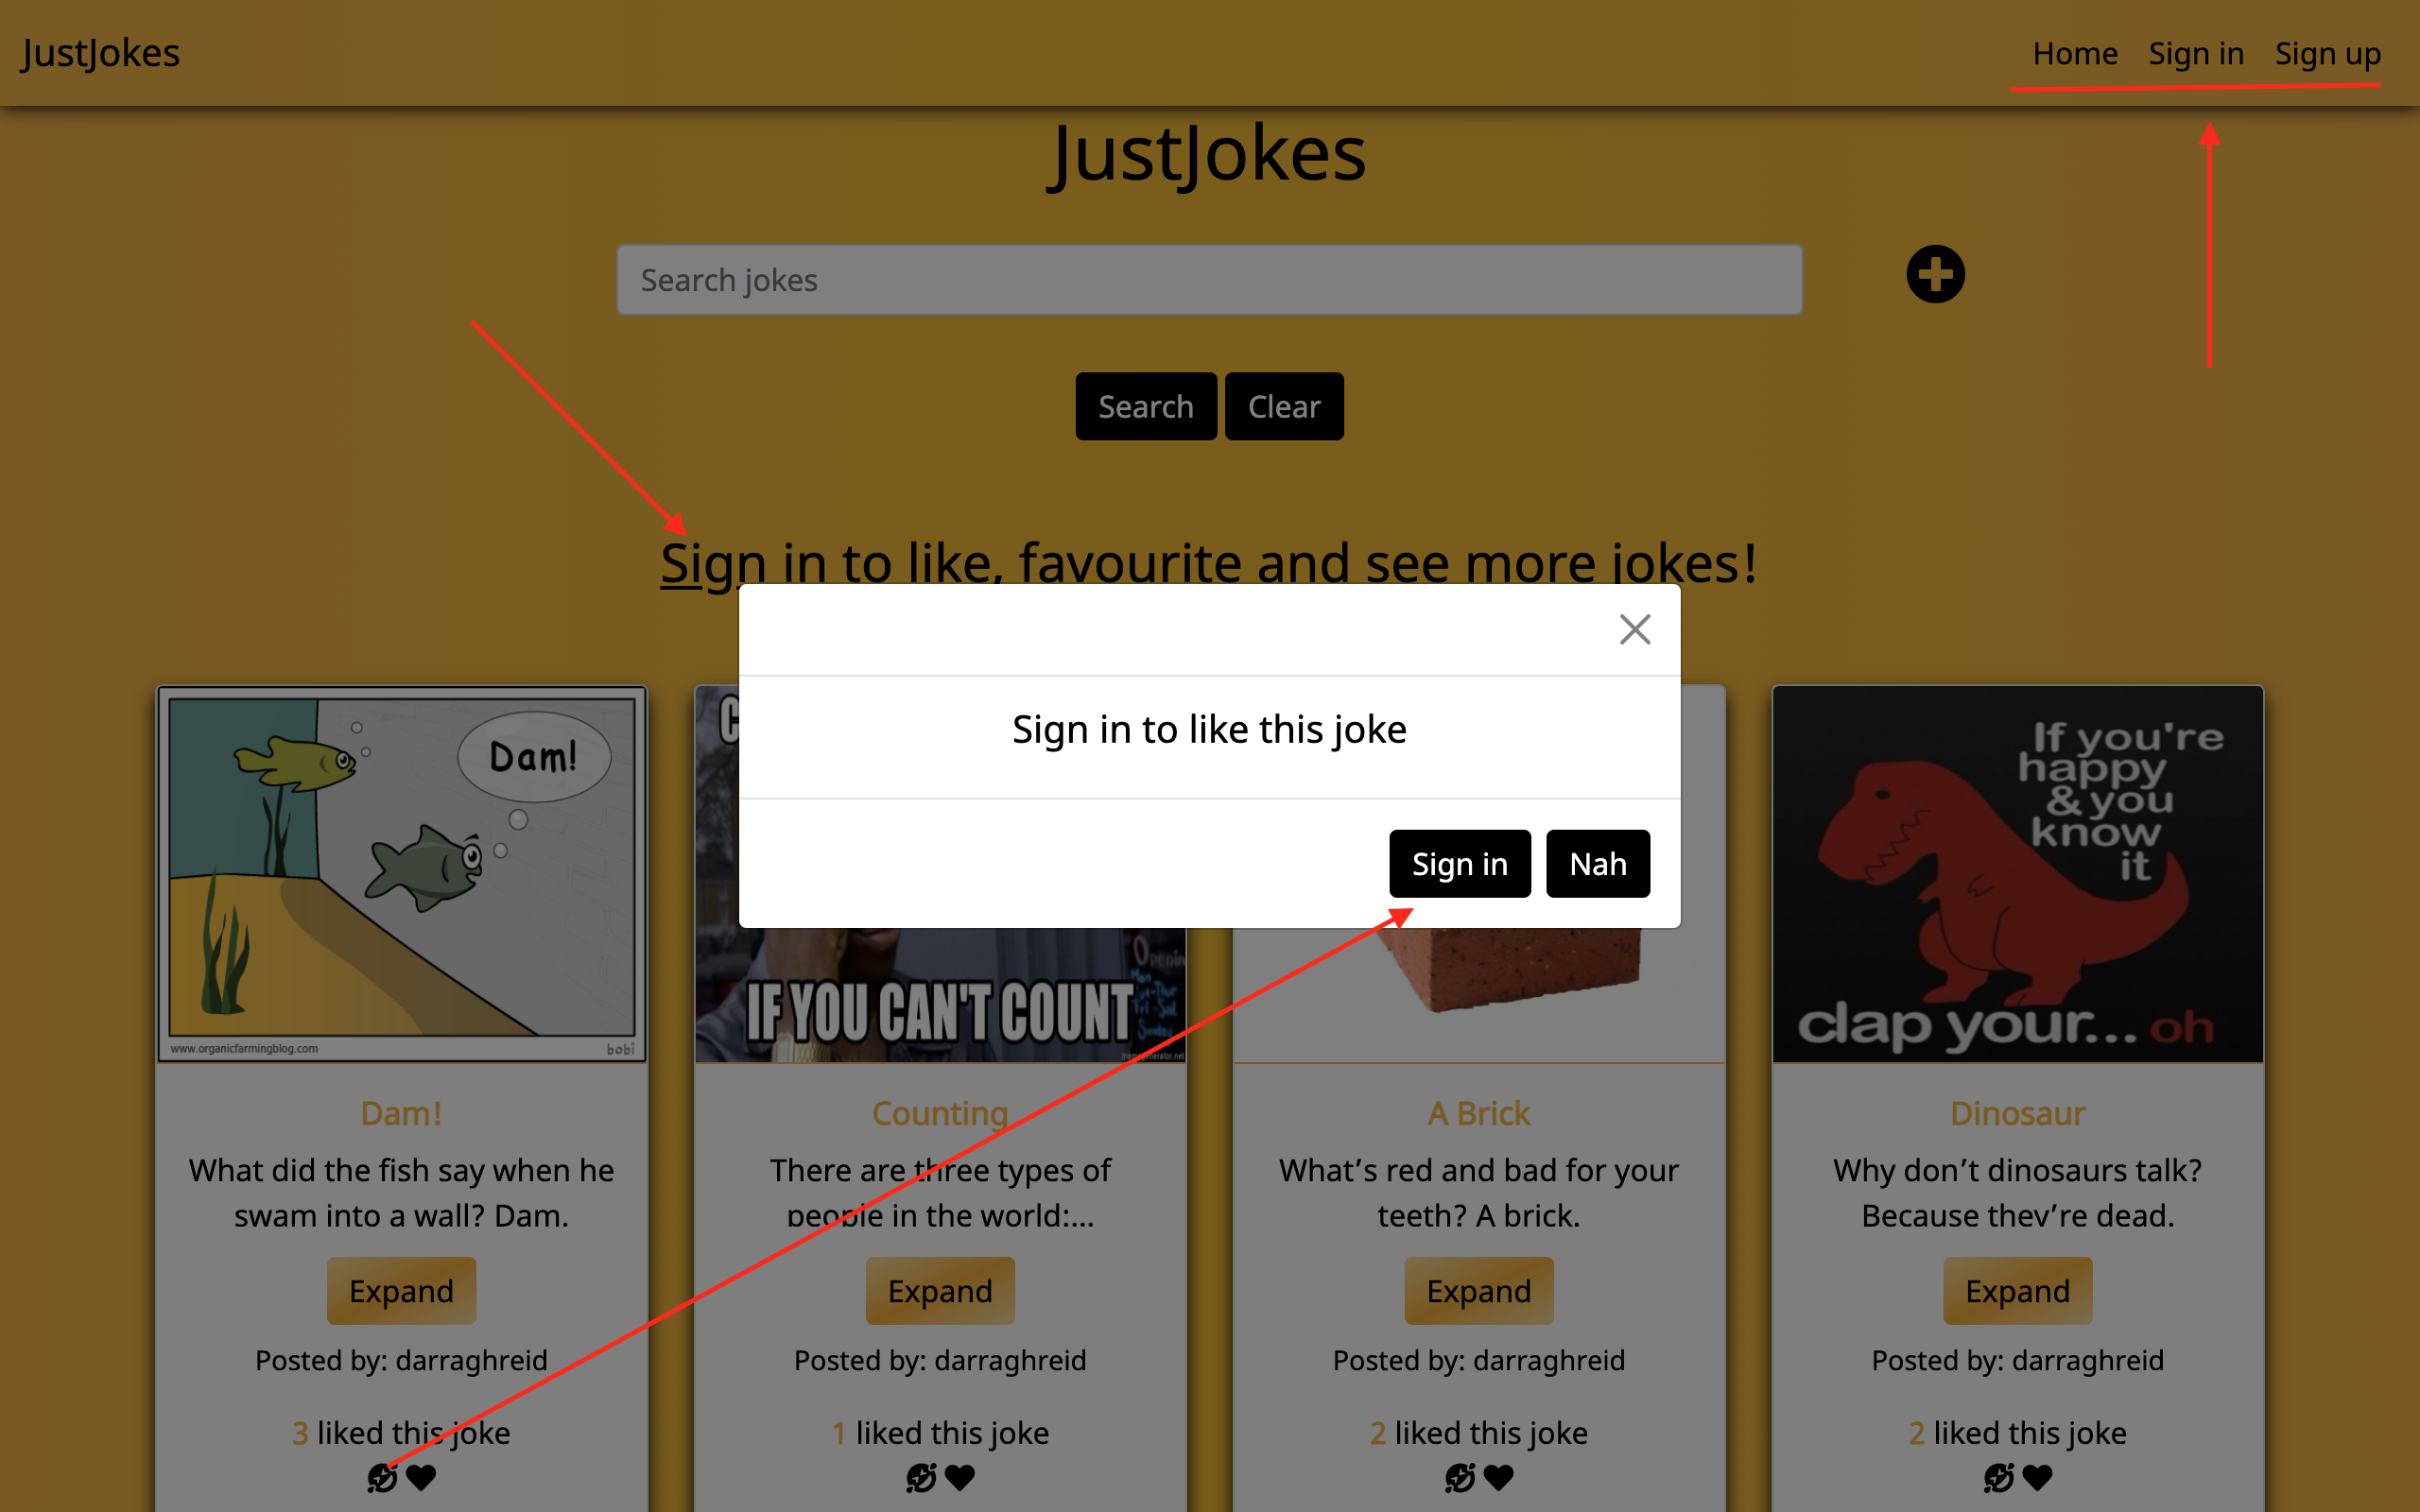 JustJokes
Home Sign in Sign up
JustJokes
Search jokes
Search Clear
Sign in to like, favourite and see more jokes!
Sign in to like this joke
Sign in Nah
Dam!
www.organicfarmingblog.com
bobi
IF YOU CAN'T COUNT
Opening
memegenerator.net
If you're
happy
& you
know
it
clap your... oh
Dam!
What did the fish say when he
swam into a wall? Dam.
Expand
Posted by: darraghreid
3 liked this joke
Counting
There are three types of
people in the world:...
Expand
Posted by: darraghreid
1 liked this joke
A Brick
What's red and bad for your
teeth? A brick.
Expand
Posted by: darraghreid
2 liked this joke
Dinosaur
Why don't dinosaurs talk?
Because they're dead.
Expand
Posted by: darraghreid
2 liked this joke